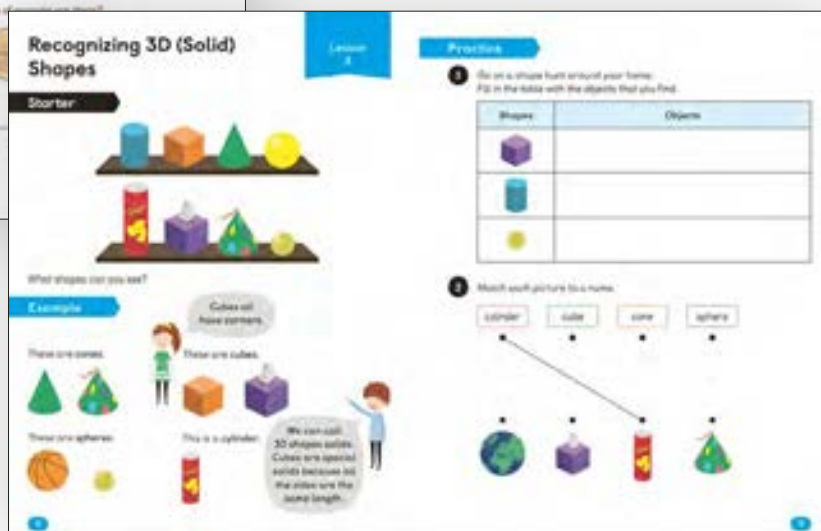 Recognizing 3D (Solid)
Shapes
Lesson
4
Starter
What shapes can you see?
Example
Cubes all
have corners.
These are cones.
These are cubes.
These are spheres.
This is a cylinder.
We can call
3D shapes solids.
Cubes are special
solids because all
the sides are the
same length.
Practice
1
Go on a shape hunt around your home.
Fill in the table with the objects that you find.
Shapes
Objects
2
Match each picture to a name.
cylinder
cube
cone
sphere